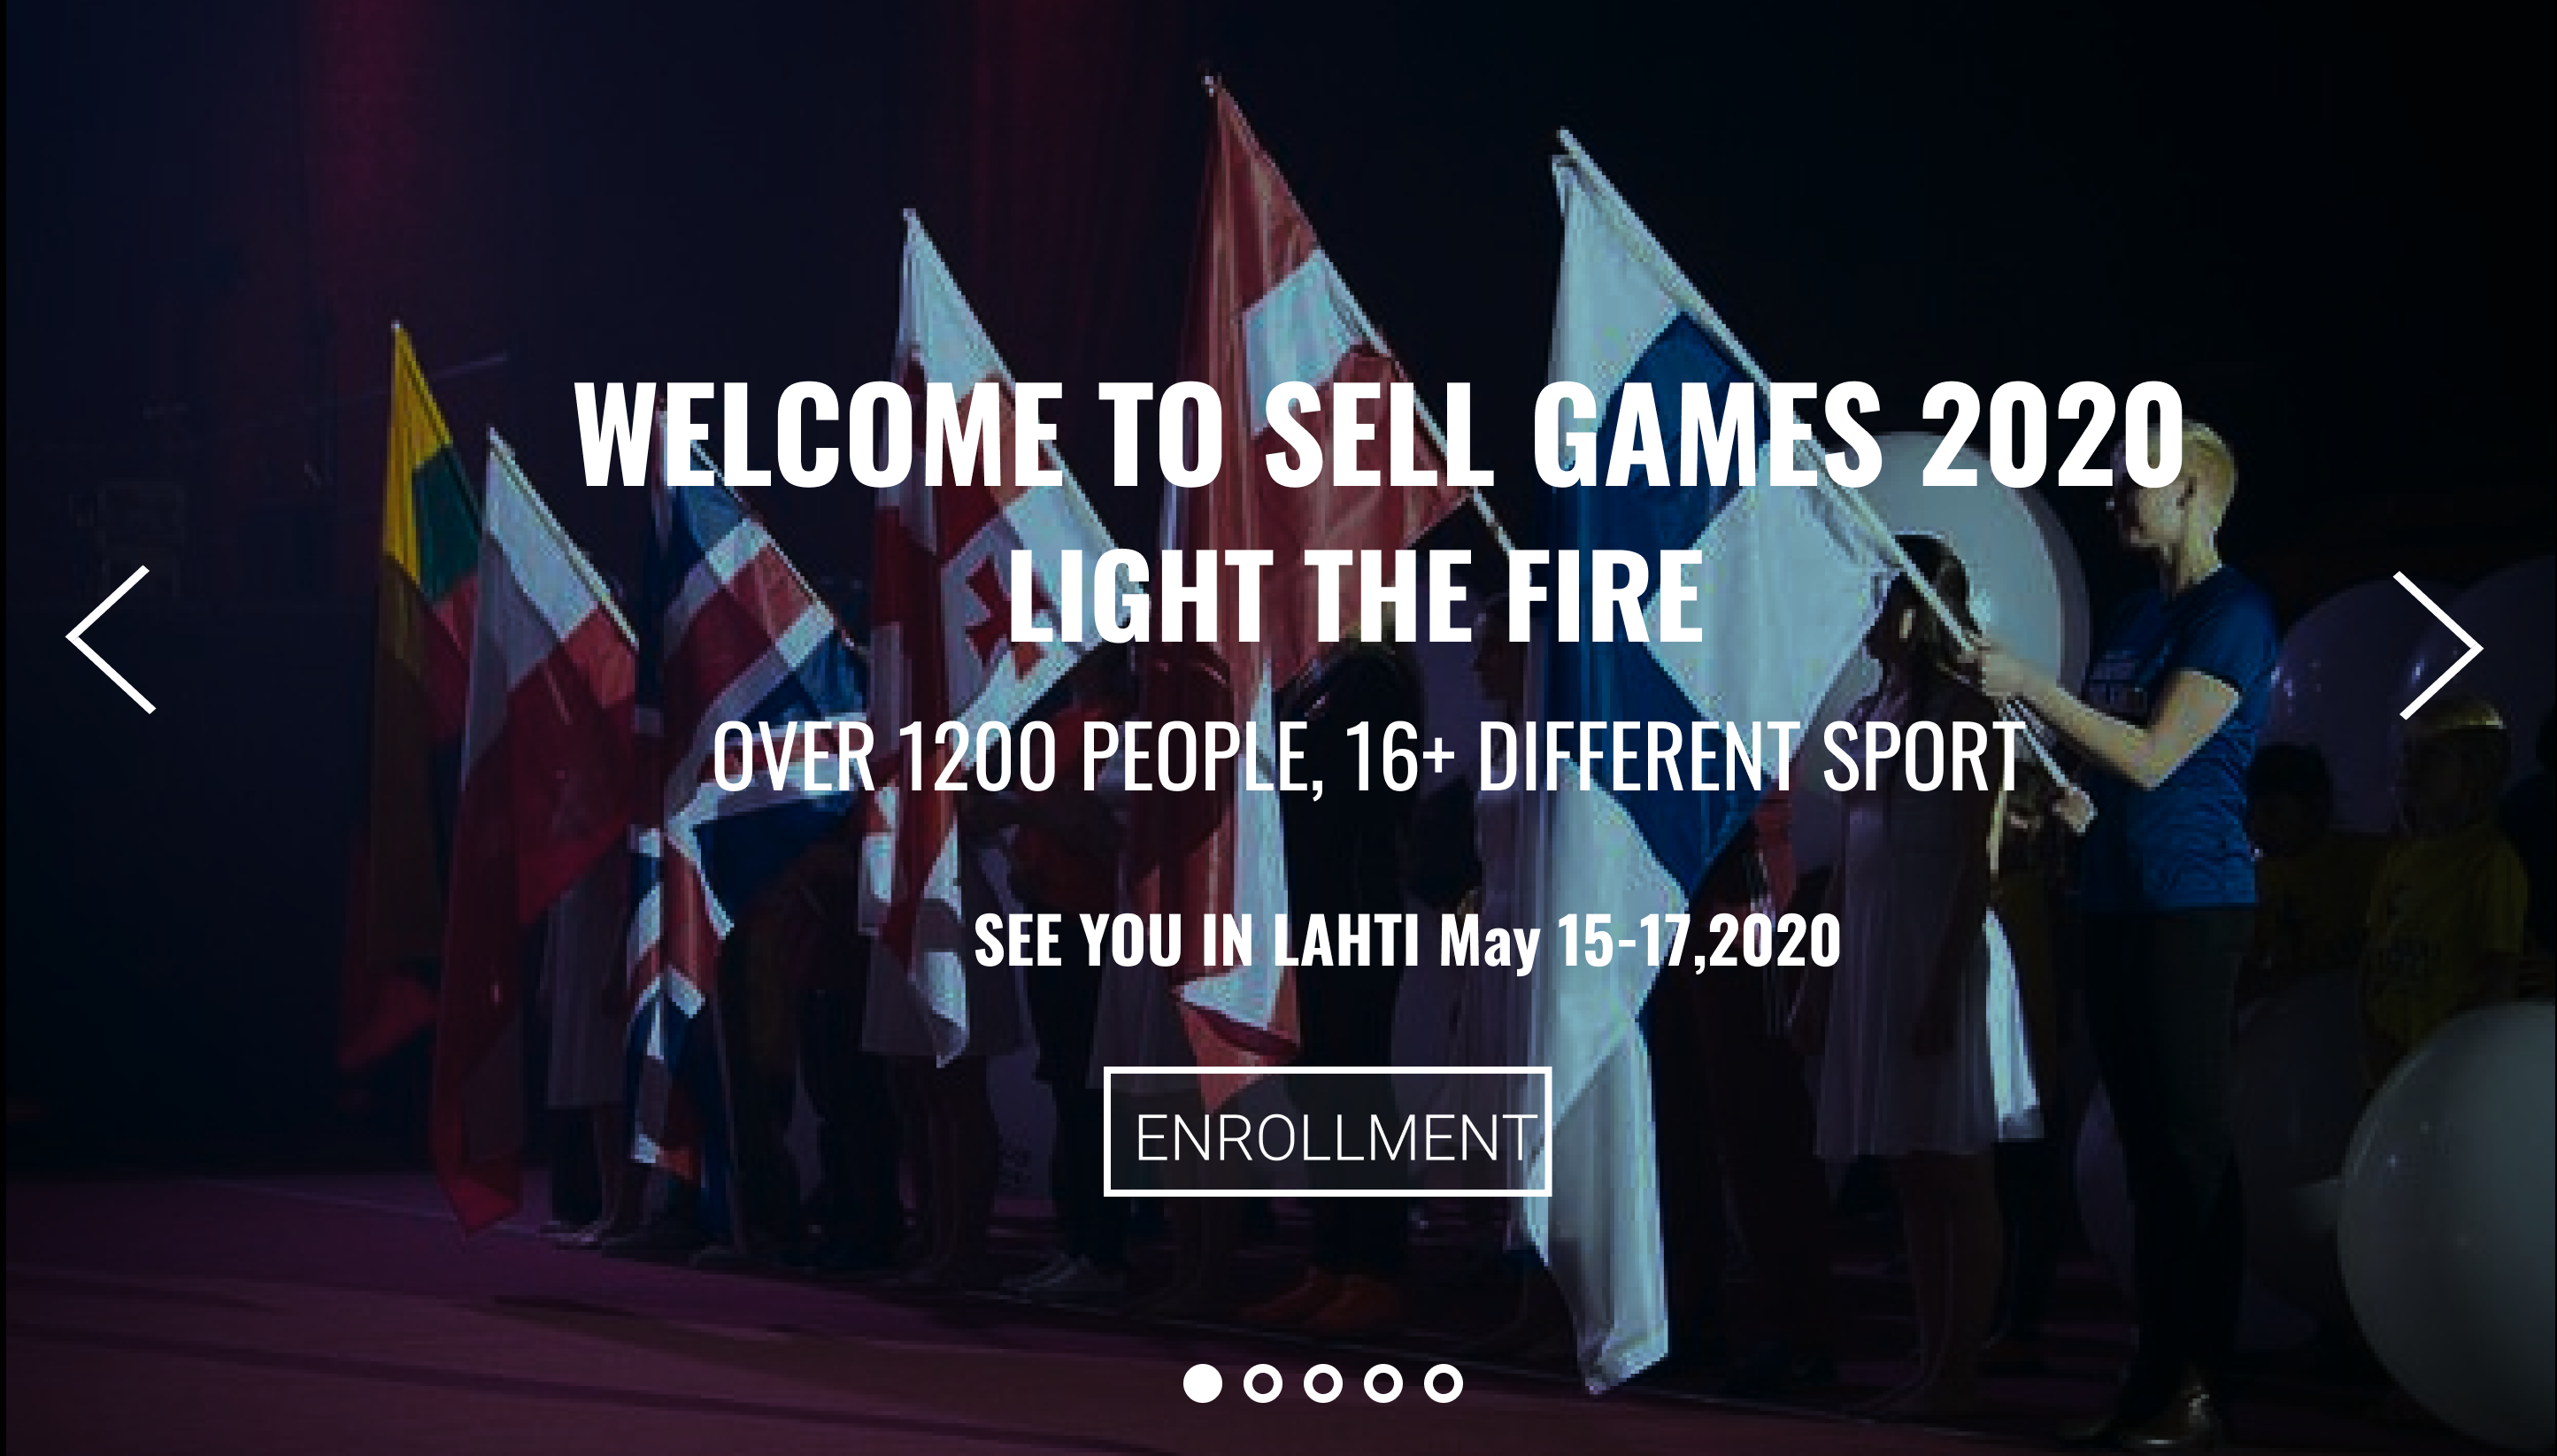 WELCOME TO SELL GAMES 2020
LIGHT THE FIRE
OVER 1200 PEOPLE, 16+ DIFFERENT SPORT
SEE YOU IN LAHTI May 15-17,2020
ENROLLMENT